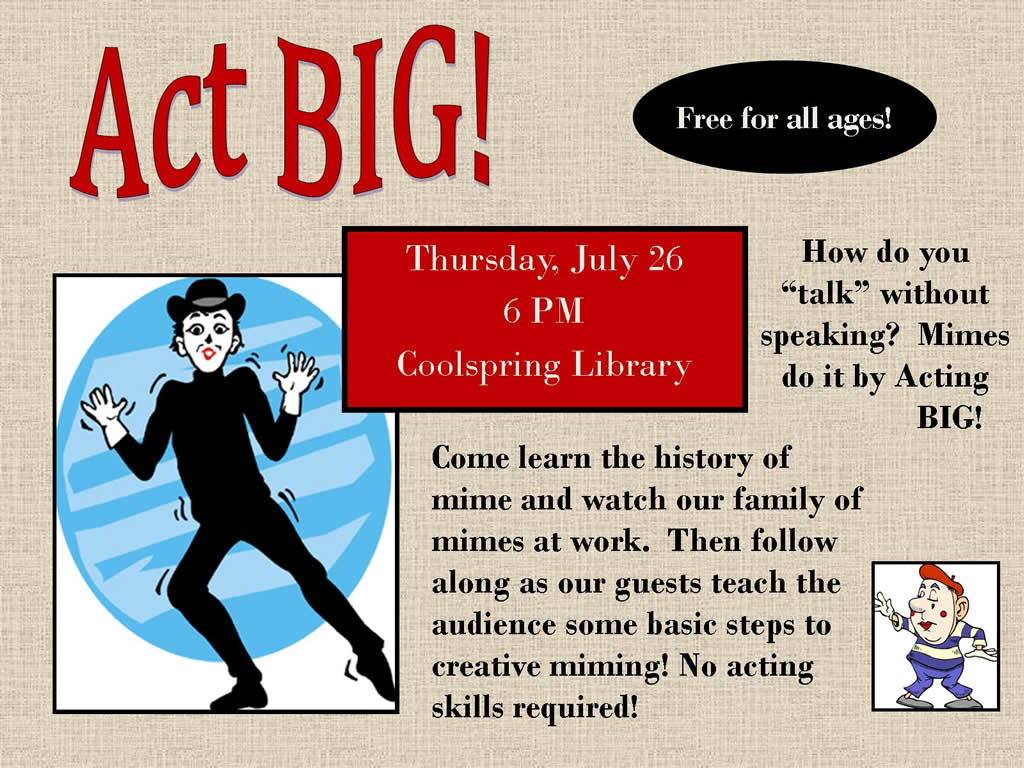 Act BIG!
Free for all ages!
Thursday, July 26
6 PM
Coolspring Library
How do you
“talk” without
speaking?  Mimes
do it by Acting
BIG!
Come learn the history of
mime and watch our family of
mimes at work.  Then follow
along as our guests teach the
audience some basic steps to
creative miming! No acting
skills required!